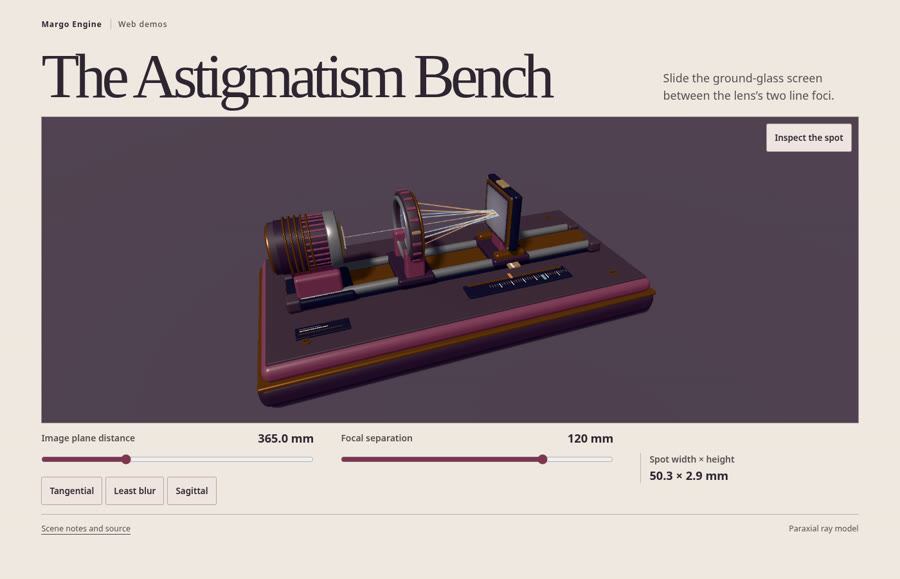 Margo Engine Web demos
The Astigmatism Bench
Slide the ground-glass screen
between the lens's two line foci.
Inspect the spot
Image plane distance 365.0 mm
Focal separation 120 mm
Spot width × height
50.3 × 2.9 mm
Tangential Least blur Sagittal
Scene notes and source Paraxial ray model